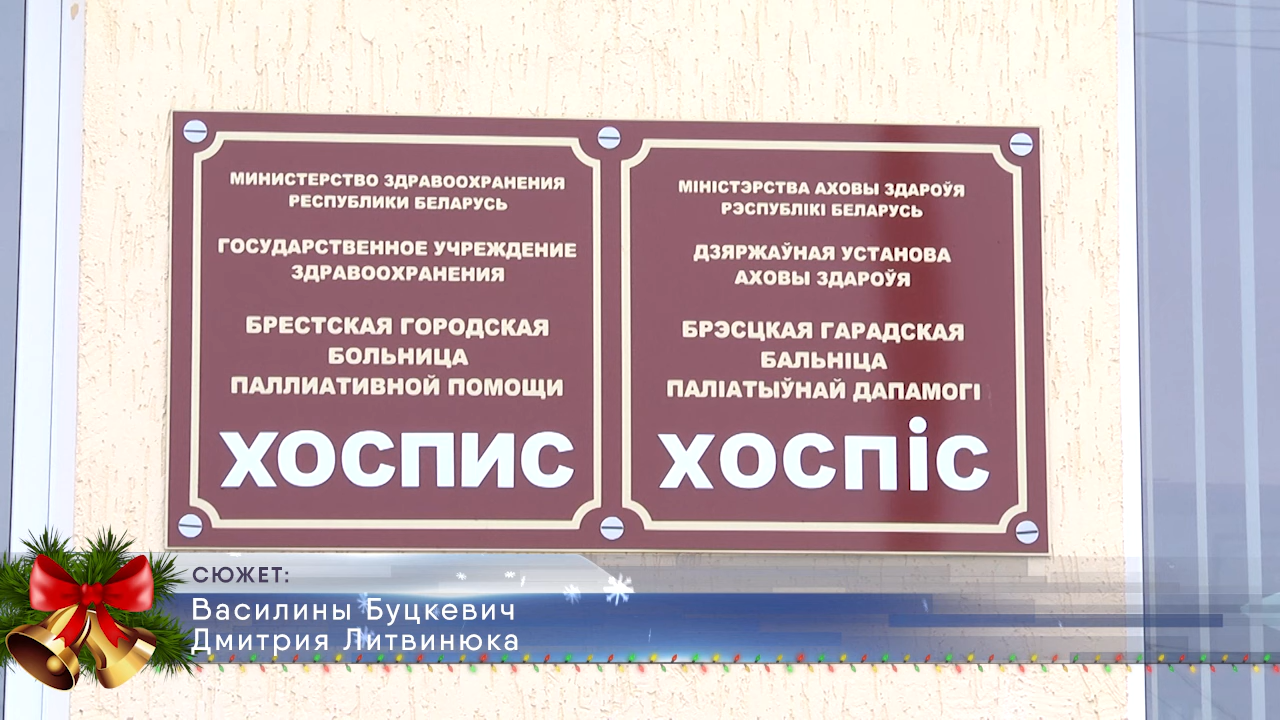 МИНИСТЕРСТВО ЗДРАВООХРАНЕНИЯ
РЕСПУБЛИКИ БЕЛАРУСЬ
ГОСУДАРСТВЕННОЕ УЧРЕЖДЕНИЕ
ЗДРАВООХРАНЕНИЯ
БРЕСТСКАЯ ГОРОДСКАЯ
БОЛЬНИЦА
ПАЛЛИАТИВНОЙ ПОМОЩИ
ХОСПИС
МІНІСТЭРСТВА АХОВЫ ЗДАРОЎЯ
РЭСПУБЛІКІ БЕЛАРУСЬ
ДЗЯРЖАЎНАЯ УСТАНОВА
АХОВЫ ЗДАРОЎЯ
БРЭСЦКАЯ ГАРАДСКАЯ
БАЛЬНІЦА
ПАЛІАТЫЎНАЙ ДАПАМОГІ
ХОСПіС
СЮЖЕТ:
Василины Буцкевич
Дмитрия Литвинюка